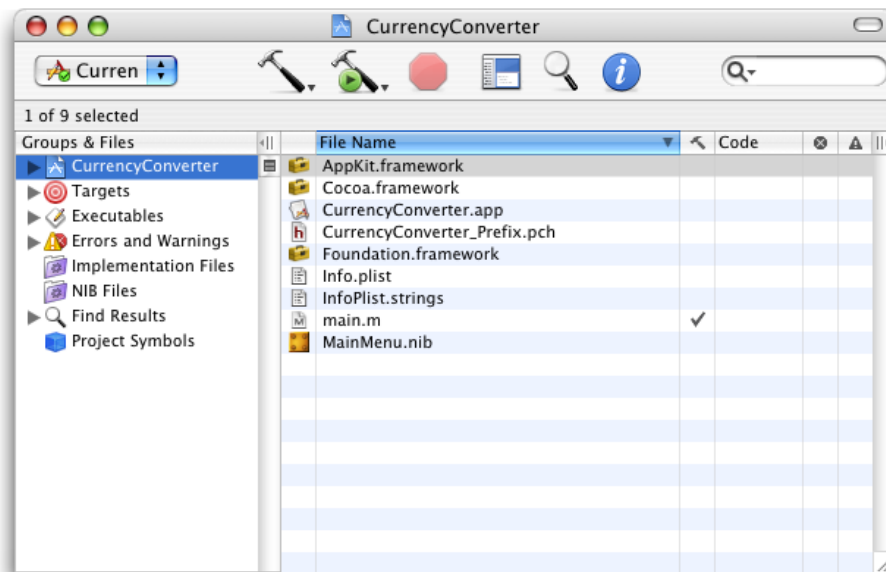 CurrencyConverter
Curren
1 of 9 selected
Groups & Files
File Name
Code
CurrencyConverter
Targets
Executables
Errors and Warnings
Implementation Files
NIB Files
Find Results
Project Symbols
AppKit.framework
Cocoa.framework
CurrencyConverter.app
CurrencyConverter_Prefix.pch
Foundation.framework
Info.plist
InfoPlist.strings
main.m
MainMenu.nib